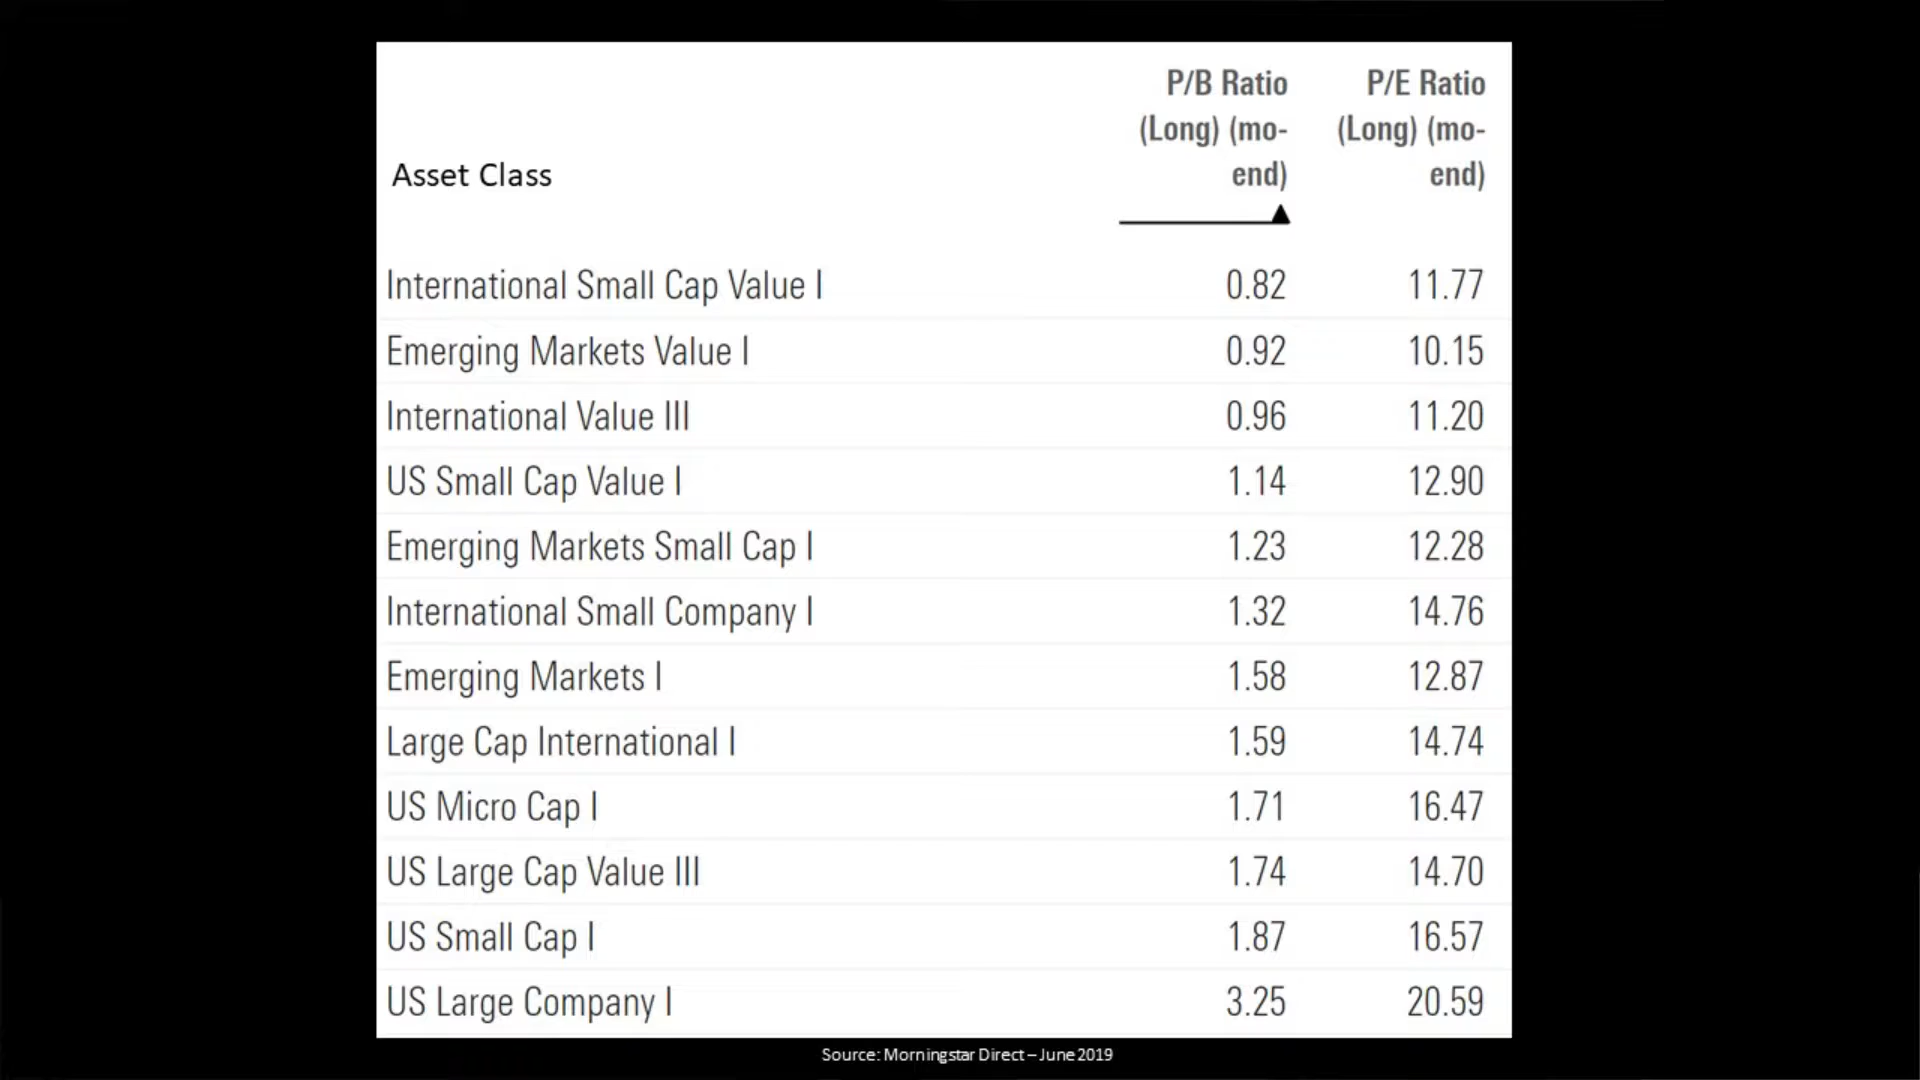 P/B Ratio P/E Ratio
(Long) (mo- (Long) (mo-
Asset Class end) end)
International Small Cap Value I 0.82 11.77
Emerging Markets Value I 0.92 10.15
International Value III 0.96 11.20
US Small Cap Value I 1.14 12.90
Emerging Markets Small Cap I 1.23 12.28
International Small Company I 1.32 14.76
Emerging Markets I 1.58 12.87
Large Cap International I 1.59 14.74
US Micro Cap I 1.71 16.47
US Large Cap Value III 1.74 14.70
US Small Cap I 1.87 16.57
US Large Company I 3.25 20.59
Source: Morningstar Direct – June 2019